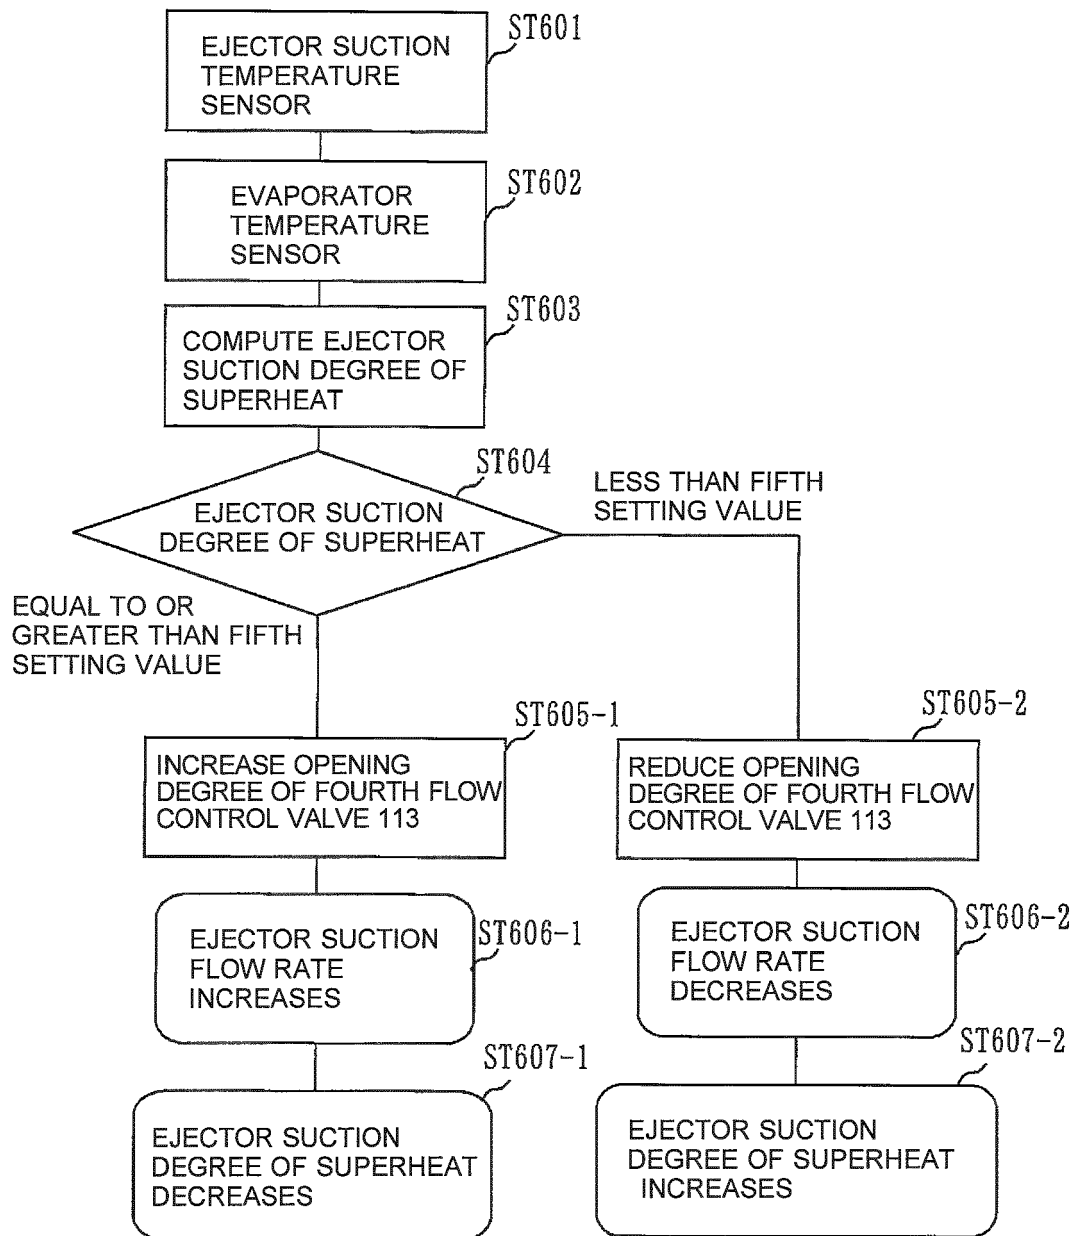 ST601
EJECTOR SUCTION
TEMPERATURE
SENSOR
ST602
EVAPORATOR
TEMPERATURE
SENSOR
ST603
COMPUTE EJECTOR
SUCTION DEGREE OF
SUPERHEAT
ST604
EJECTOR SUCTION
DEGREE OF SUPERHEAT
LESS THAN FIFTH
SETTING VALUE
EQUAL TO OR
GREATER THAN FIFTH
SETTING VALUE
ST605-1
INCREASE OPENING
DEGREE OF FOURTH FLOW
CONTROL VALVE 113
ST605-2
REDUCE OPENING
DEGREE OF FOURTH FLOW
CONTROL VALVE 113
ST606-1
EJECTOR SUCTION
FLOW RATE
INCREASES
ST606-2
EJECTOR SUCTION
FLOW RATE
DECREASES
ST607-1
EJECTOR SUCTION
DEGREE OF SUPERHEAT
DECREASES
ST607-2
EJECTOR SUCTION
DEGREE OF SUPERHEAT
INCREASES